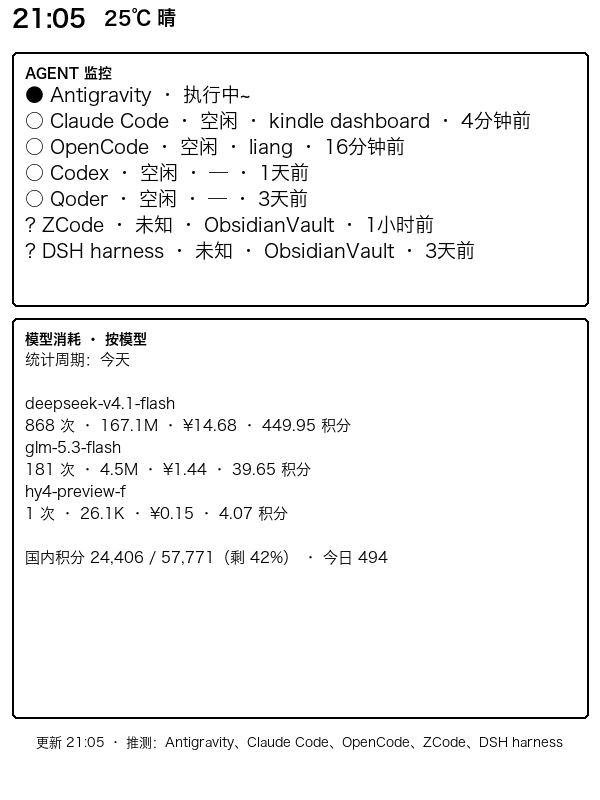 21:05 25℃ 晴
AGENT 监控
● Antigravity · 执行中~
○ Claude Code · 空闲 · kindle dashboard · 4分钟前
○ OpenCode · 空闲 · liang · 16分钟前
○ Codex · 空闲 · — · 1天前
○ Qoder · 空闲 · — · 3天前
? ZCode · 未知 · ObsidianVault · 1小时前
? DSH harness · 未知 · ObsidianVault · 3天前
模型消耗 · 按模型
统计周期：今天
deepseek-v4.1-flash
868 次 · 167.1M · ¥14.68 · 449.95 积分
glm-5.3-flash
181 次 · 4.5M · ¥1.44 · 39.65 积分
hy4-preview-f
1 次 · 26.1K · ¥0.15 · 4.07 积分
国内积分 24,406 / 57,771（剩 42%） · 今日 494
更新 21:05 · 推测：Antigravity、Claude Code、OpenCode、ZCode、DSH harness